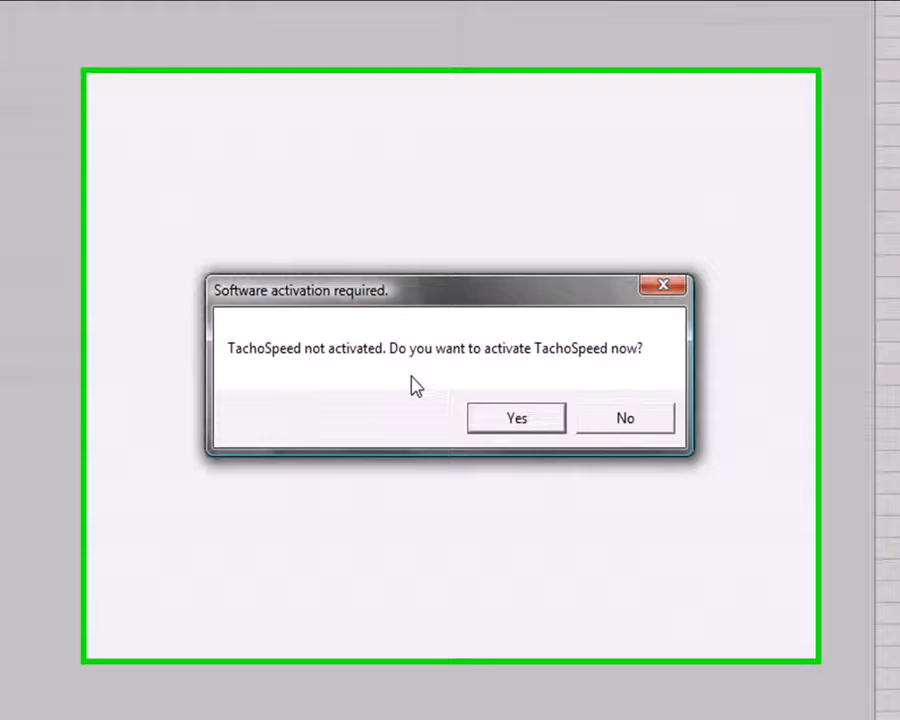 Software activation required.
TachoSpeed not activated. Do you want to activate TachoSpeed now?
Yes
No